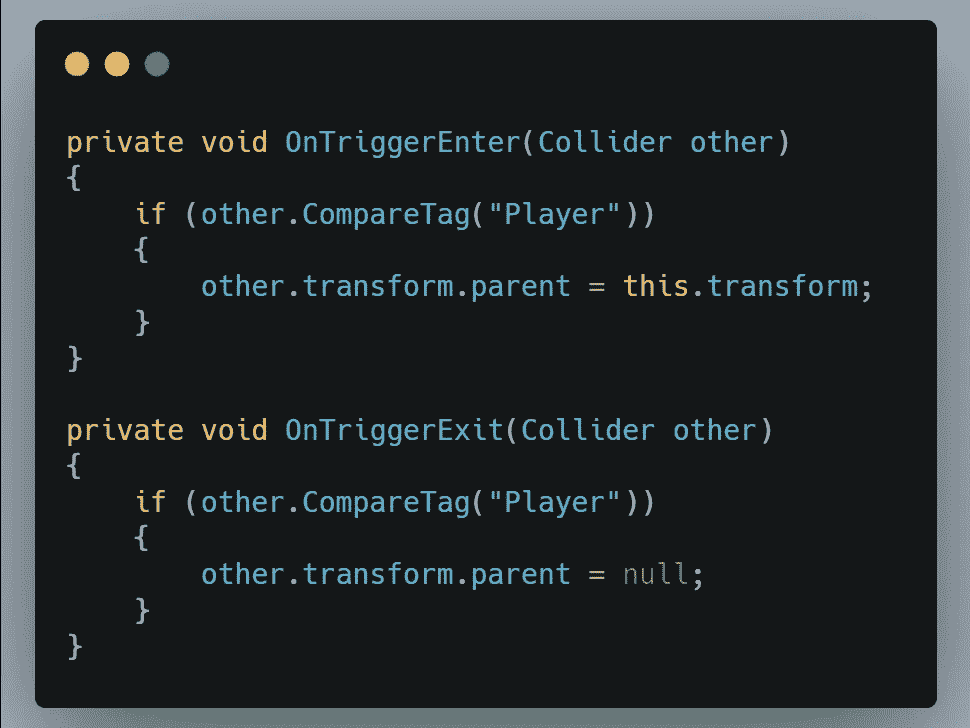 private void OnTriggerEnter(Collider other)
{
    if (other.CompareTag("Player"))
    {
        other.transform.parent = this.transform;
    }
}

private void OnTriggerExit(Collider other)
{
    if (other.CompareTag("Player"))
    {
        other.transform.parent = null;
    }
}